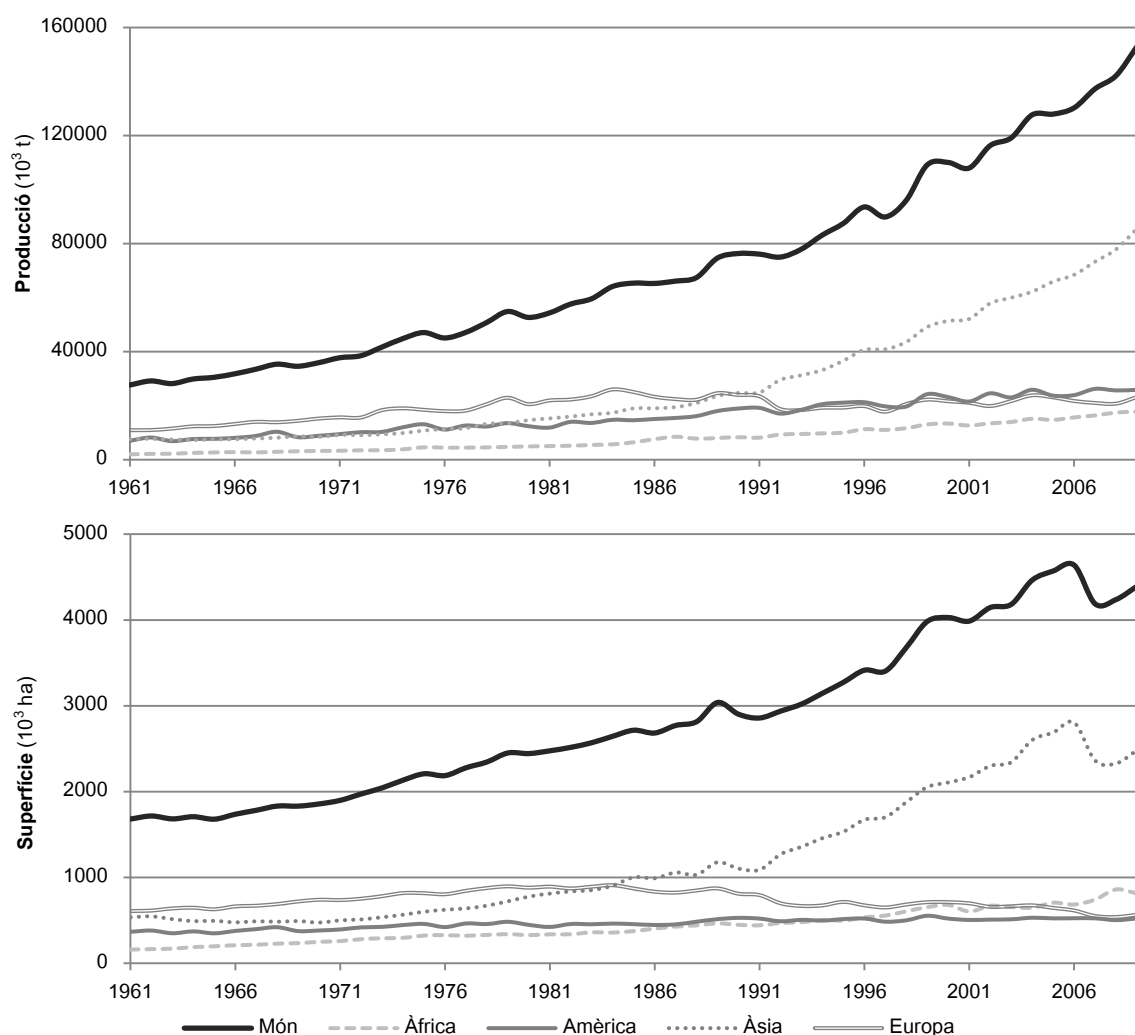 160000
120000
80000
40000
0
Producció (10³ t)
1961 1966 1971 1976 1981 1986 1991 1996 2001 2006
5000
4000
3000
2000
1000
0
Superfície (10³ ha)
1961 1966 1971 1976 1981 1986 1991 1996 2001 2006
Món Àfrica Amèrica Àsia Europa